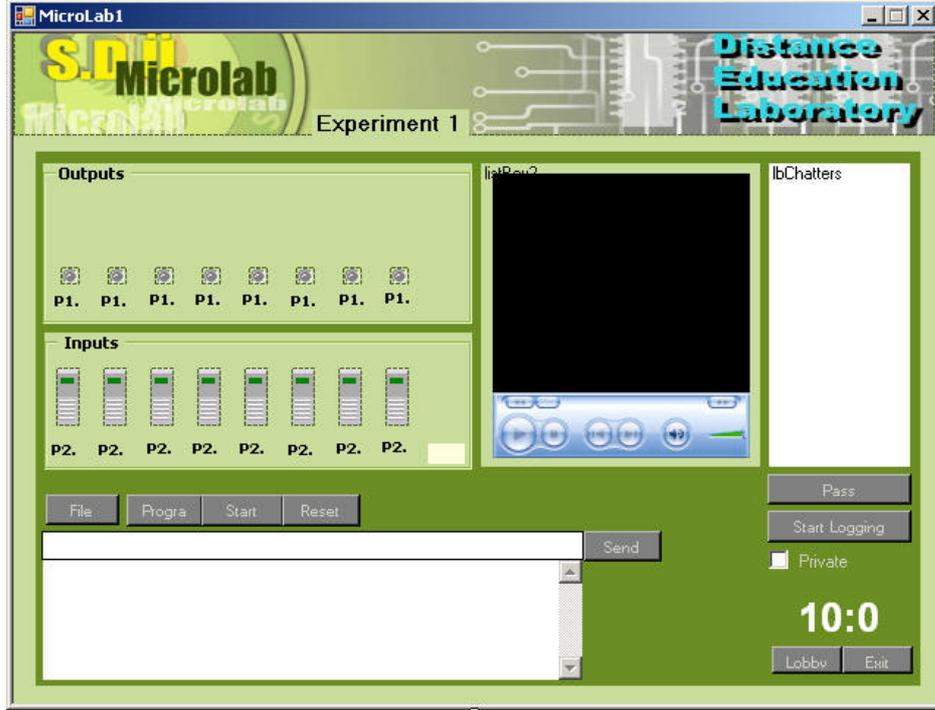 MicroLab1
S.D.Ü
Microlab
Experiment 1
Distance
Education
Laboratory
Outputs
P1. P1. P1. P1. P1. P1. P1. P1.
Inputs
P2. P2. P2. P2. P2. P2. P2. P2.
lbChatters
File Progra Start Reset
Send
Pass
Start Logging
Private
10:0
Lobby Exit